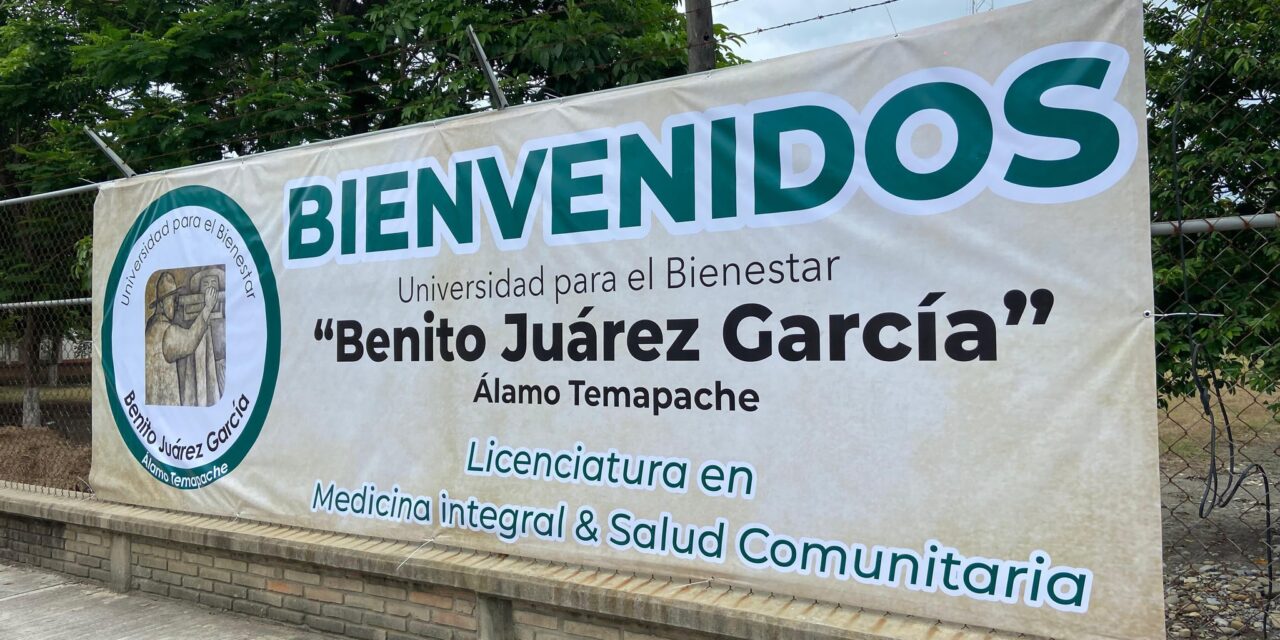 Universidad para el Bienestar
Benito Juárez García
Álamo Temapache
BIENVENIDOS
Universidad para el Bienestar
“Benito Juárez García”
Álamo Temapache
Licenciatura en
Medicina integral & Salud Comunitaria